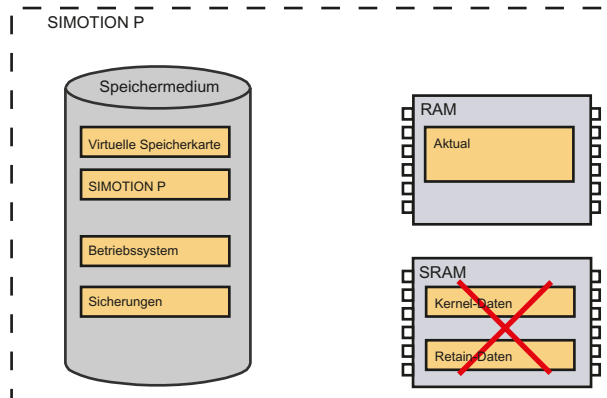 SIMOTION P
Speichermedium
Virtuelle Speicherkarte
SIMOTION P
Betriebssystem
Sicherungen
RAM
Aktual
SRAM
Kernel-Daten
Retain-Daten